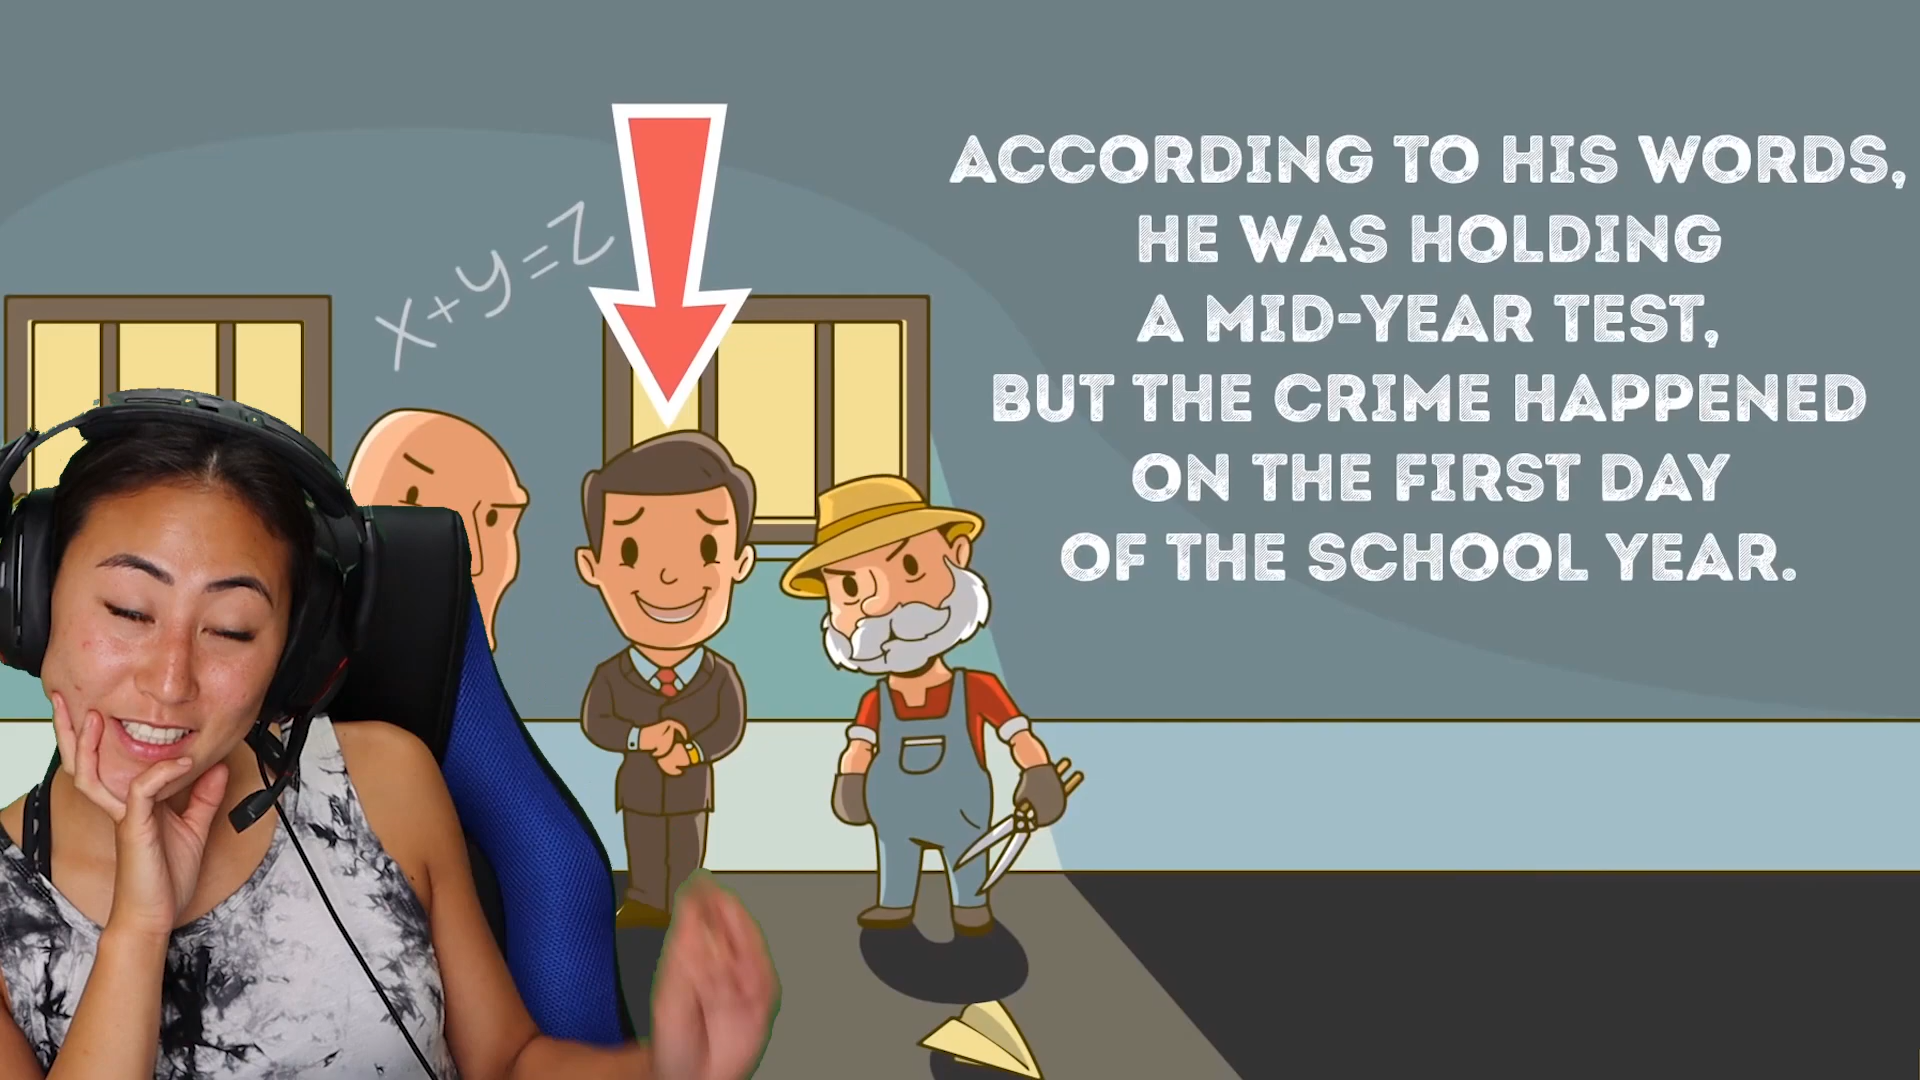 ACCORDING TO HIS WORDS,
HE WAS HOLDING
A MID-YEAR TEST,
BUT THE CRIME HAPPENED
ON THE FIRST DAY
OF THE SCHOOL YEAR.
X+Y=Z